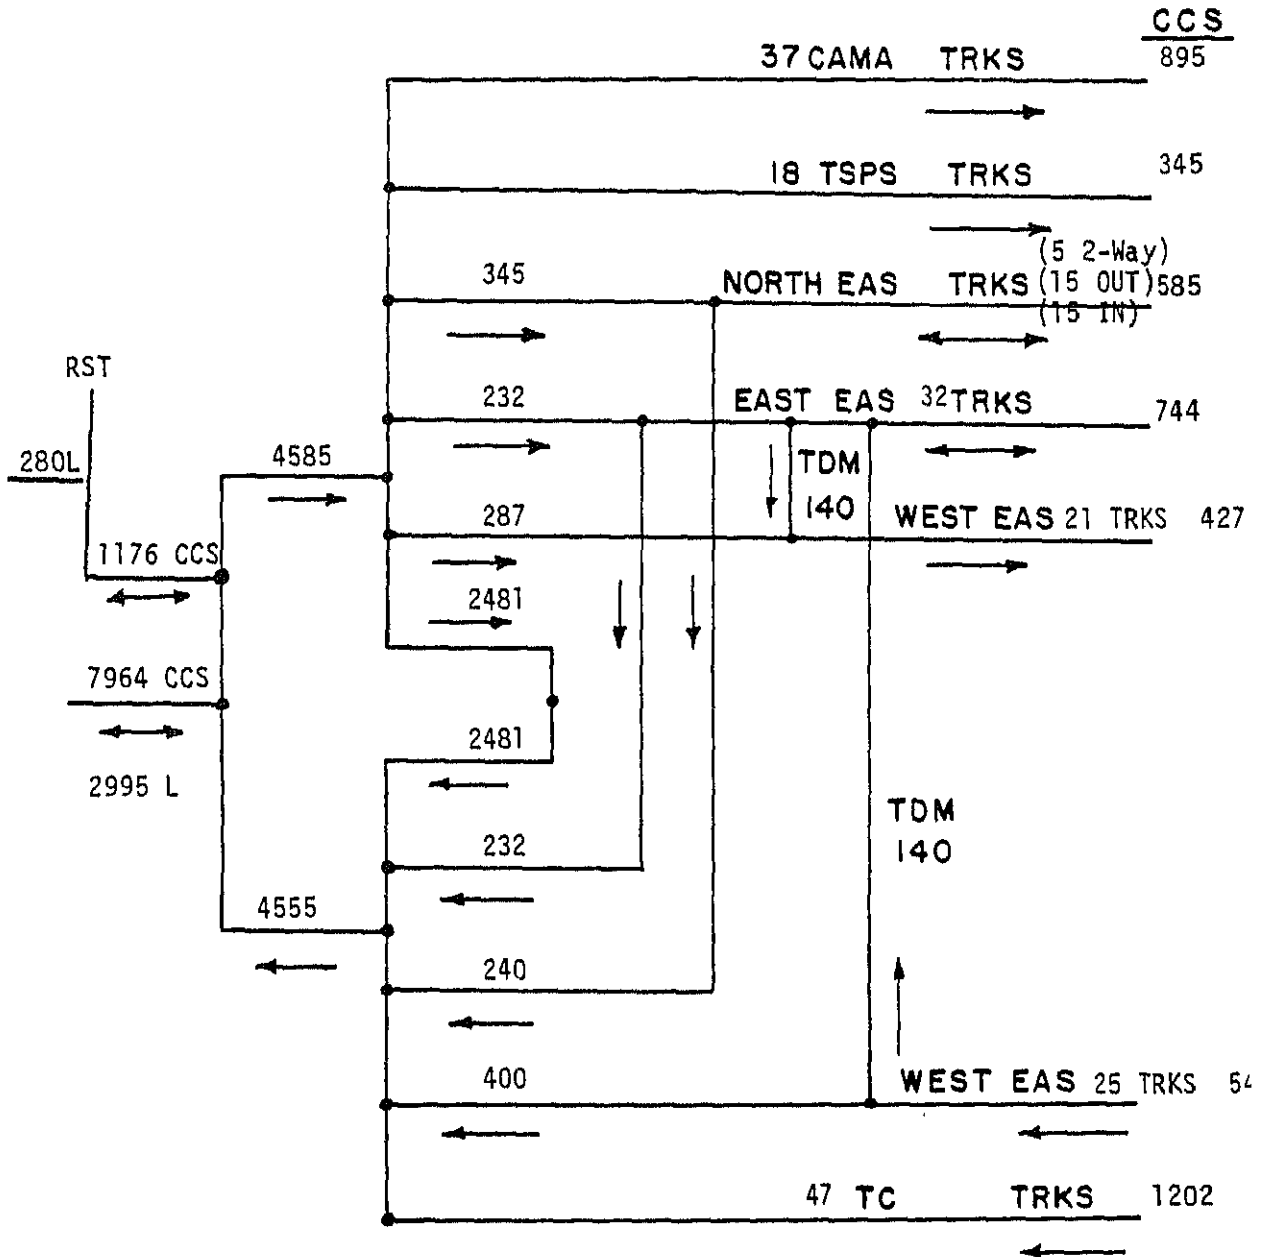 CCS
37 CAMA TRKS 895
18 TSPS TRKS 345
345
NORTH EAS TRKS
(5 2-Way)
(15 OUT) 585
(15 IN)
RST
232
EAST EAS 32 TRKS 744
280L
4585
TDM
140
287
WEST EAS 21 TRKS 427
1176 CCS
2481
7964 CCS
2481
2995 L
TDM
140
232
4555
240
400
WEST EAS 25 TRKS
47 TC TRKS 1202